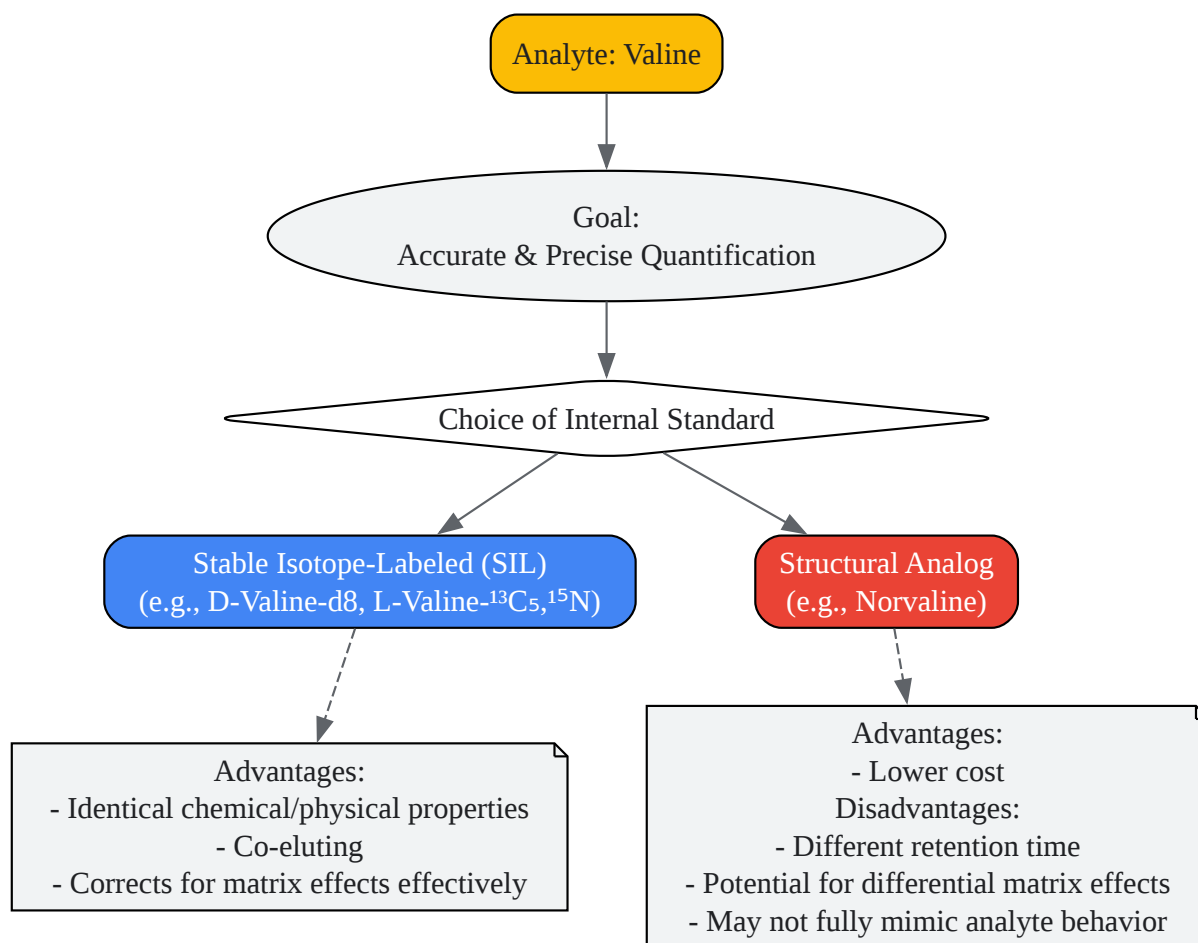 Analyte: Valine
Goal:
Accurate & Precise Quantification
Choice of Internal Standard
Stable Isotope-Labeled (SIL)
(e.g., D-Valine-d8, L-Valine-¹³C₅,¹⁵N)
Structural Analog
(e.g., Norvaline)
Advantages:
- Identical chemical/physical properties
- Co-eluting
- Corrects for matrix effects effectively
Advantages:
- Lower cost
Disadvantages:
- Different retention time
- Potential for differential matrix effects
- May not fully mimic analyte behavior